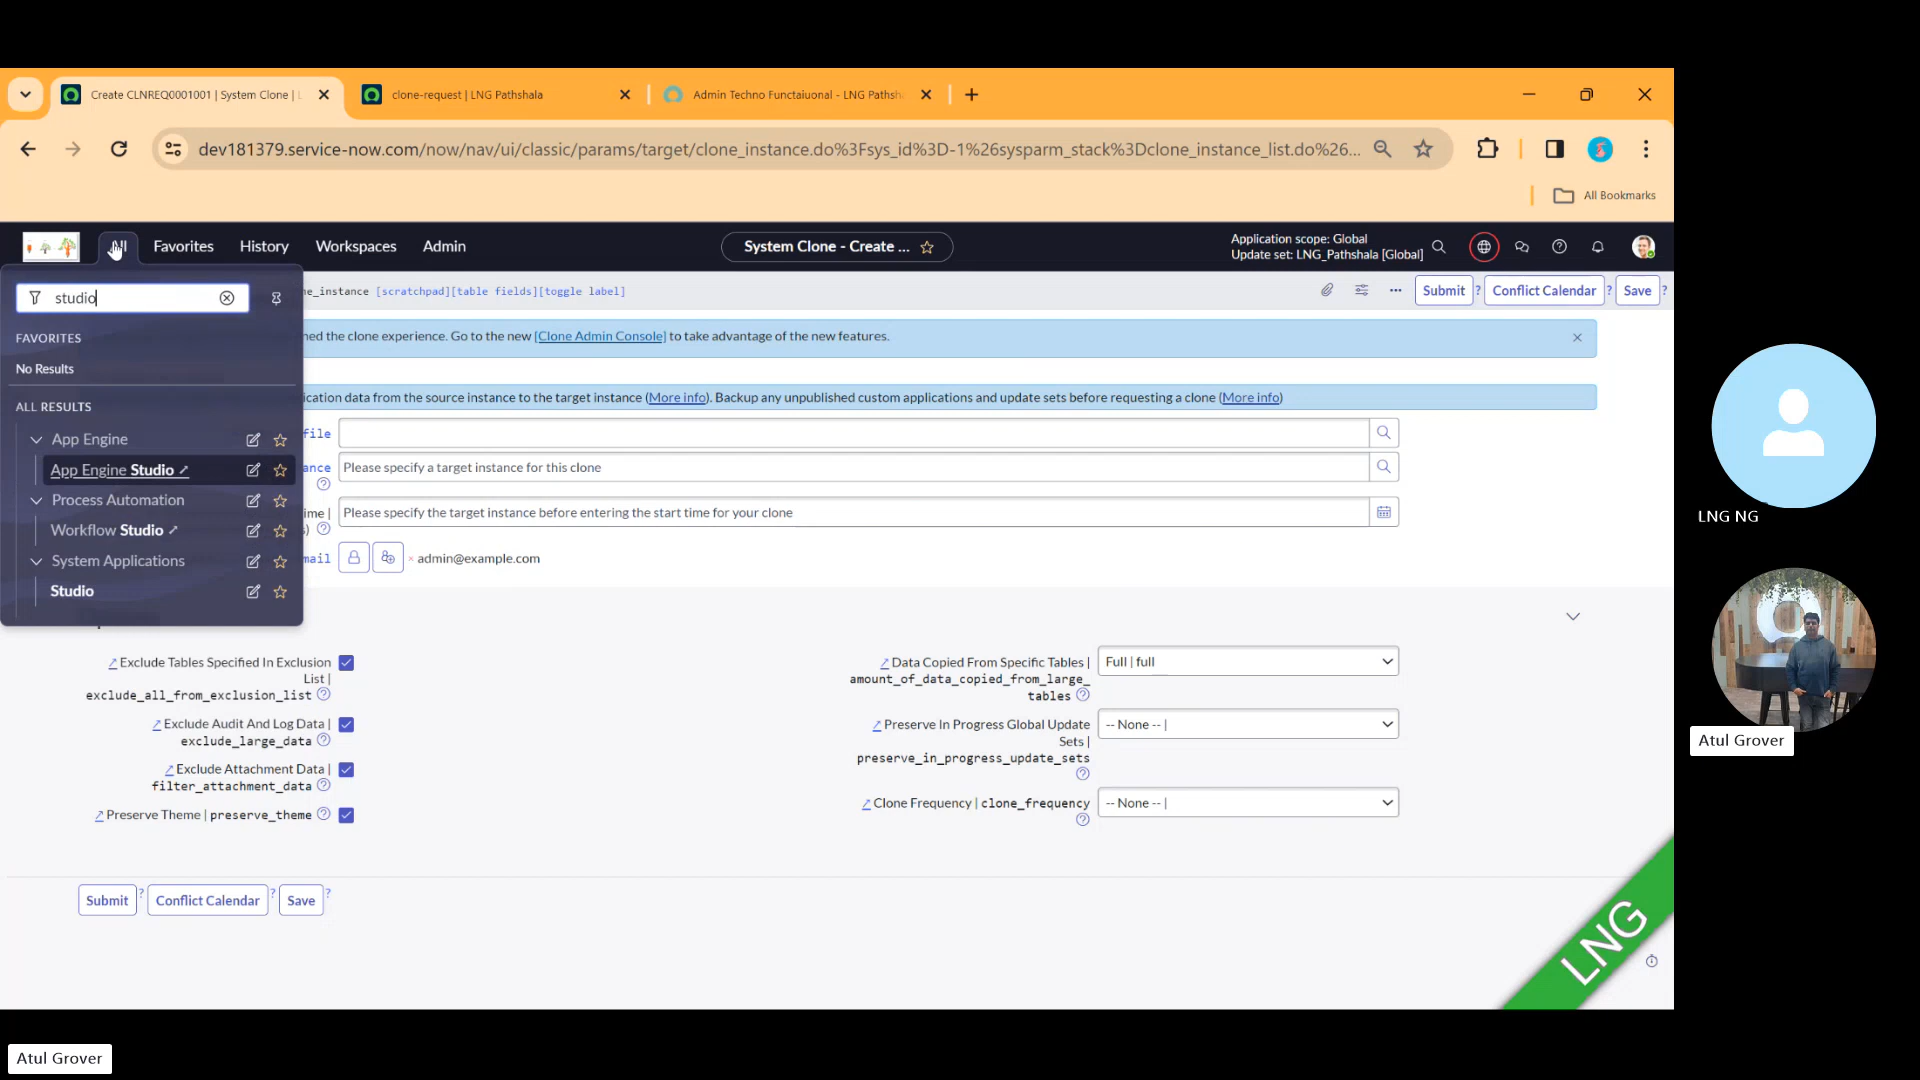 Create CLNREQ0001001 | System Clone |
clone-request | LNG Pathshala
Admin Techno Functaiuonal - LNG Pathsh
dev181379.service-now.com/now/nav/ui/classic/params/target/clone_instance.do%3Fsys_id%3D-1%26sysparm_stack%3Dclone_instance_list.do%26...
All Bookmarks
All
Favorites
History
Workspaces
Admin
System Clone - Create ...
Application scope: Global
Update set: LNG_Pathshala [Global]
studio
ne_instance [scratchpad][table fields][toggle label]
Submit ?
Conflict Calendar ?
Save ?
FAVORITES
No Results
ALL RESULTS
App Engine
App Engine Studio
Process Automation
Workflow Studio
System Applications
Studio
ned the clone experience. Go to the new [Clone Admin Console] to take advantage of the new features.
ication data from the source instance to the target instance (More info). Backup any unpublished custom applications and update sets before requesting a clone (More info)
file
ance Please specify a target instance for this clone
ime | Please specify the target instance before entering the start time for your clone
mail × admin@example.com
Exclude Tables Specified In Exclusion
List |
exclude_all_from_exclusion_list
Exclude Audit And Log Data |
exclude_large_data
Exclude Attachment Data |
filter_attachment_data
Preserve Theme | preserve_theme
Data Copied From Specific Tables | Full | full
amount_of_data_copied_from_large_
tables
Preserve In Progress Global Update -- None -- |
Sets |
preserve_in_progress_update_sets
Clone Frequency | clone_frequency -- None -- |
Submit ?
Conflict Calendar ?
Save ?
LNG
LNG NG
Atul Grover
Atul Grover